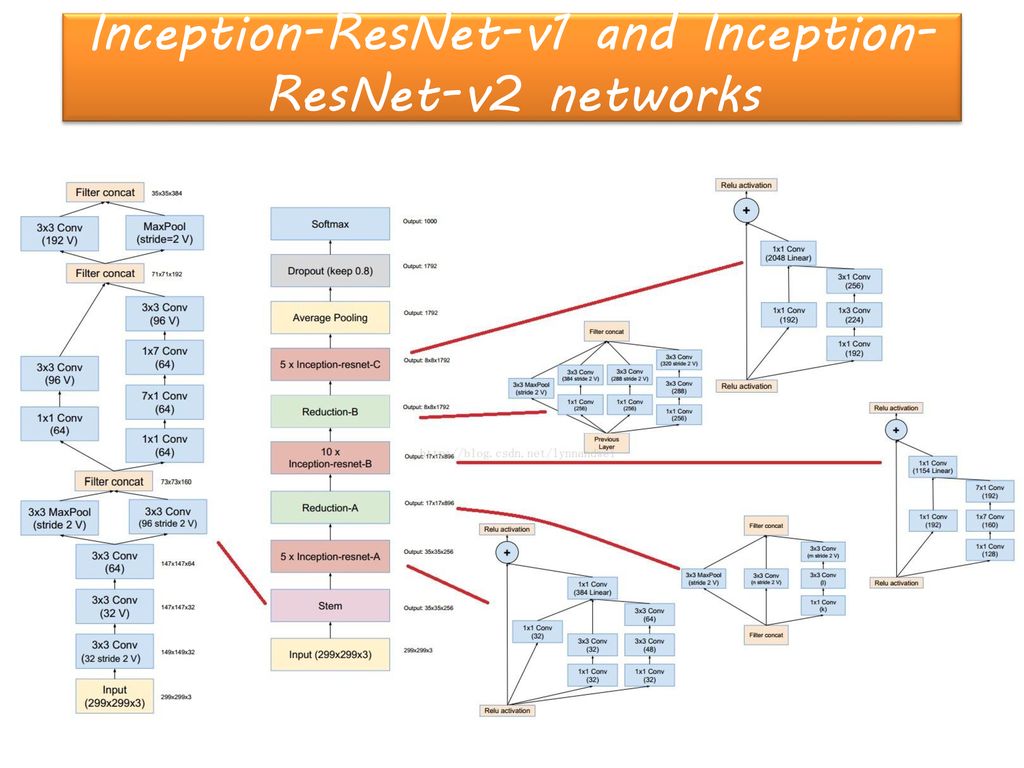 Inception-ResNet-v1 and Inception-
ResNet-v2 networks
Filter concat
35x35x384
3x3 Conv
(192 V)
MaxPool
(stride=2 V)
Filter concat
71x71x192
3x3 Conv
(96 V)
1x7 Conv
(64)
3x3 Conv
(96 V)
7x1 Conv
(64)
1x1 Conv
(64)
1x1 Conv
(64)
Filter concat
73x73x160
3x3 MaxPool
(stride 2 V)
3x3 Conv
(96 stride 2 V)
3x3 Conv
(64)
147x147x64
3x3 Conv
(32 V)
147x147x32
3x3 Conv
(32 stride 2 V)
149x149x32
Input
(299x299x3)
299x299x3
Softmax
Output: 1000
Dropout (keep 0.8)
Output: 1792
Average Pooling
Output: 1792
5 x Inception-resnet-C
Output: 8x8x1792
Reduction-B
Output: 8x8x1792
10 x
Inception-resnet-B
Output: 17x17x896
Reduction-A
Output: 17x17x896
5 x Inception-resnet-A
Output: 35x35x256
Stem
Output: 35x35x256
Input (299x299x3)
299x299x3
Relu activation
+
1x1 Conv
(2048 Linear)
3x1 Conv
(256)
1x1 Conv
(192)
1x3 Conv
(224)
1x1 Conv
(192)
Relu activation
Filter concat
3x3 MaxPool
(stride 2 V)
3x3 Conv
(384 stride 2 V)
1x1 Conv
(256)
3x3 Conv
(288 stride 2 V)
1x1 Conv
(256)
3x3 Conv
(320 stride 2 V)
3x3 Conv
(288)
1x1 Conv
(256)
Previous
Layer
Relu activation
+
1x1 Conv
(1154 Linear)
7x1 Conv
(192)
1x1 Conv
(192)
1x7 Conv
(160)
1x1 Conv
(128)
Relu activation
Filter concat
3x3 MaxPool
(stride 2 V)
3x3 Conv
(n stride 2 V)
3x3 Conv
(m stride 2 V)
3x3 Conv
(l)
1x1 Conv
(k)
Filter concat
Relu activation
+
1x1 Conv
(384 Linear)
1x1 Conv
(32)
3x3 Conv
(32)
1x1 Conv
(32)
3x3 Conv
(64)
3x3 Conv
(48)
1x1 Conv
(32)
Relu activation